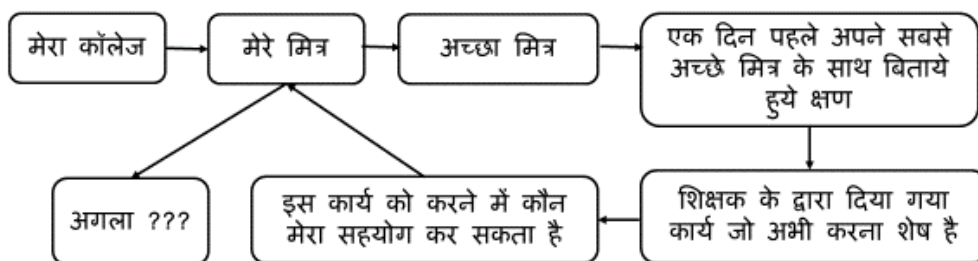 मेरा कॉलेज
मेरे मित्र
अच्छा मित्र
एक दिन पहले अपने सबसे
अच्छे मित्र के साथ बिताये
हुये क्षण
शिक्षक के द्वारा दिया गया
कार्य जो अभी करना शेष है
इस कार्य को करने में कौन
मेरा सहयोग कर सकता है
अगला ???